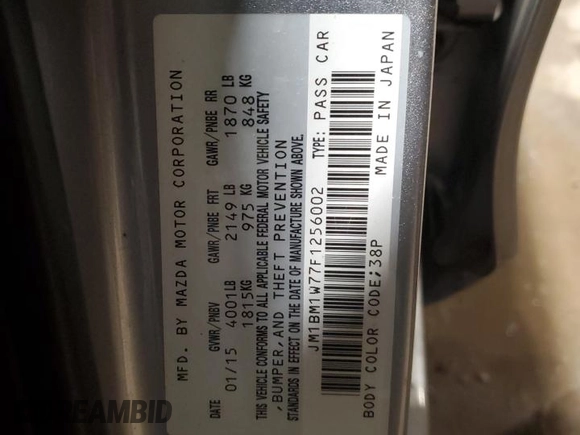 MFD. BY MAZDA MOTOR CORPORATION
GVWR/PNBV GAWR/PNBE FRT GAWR/PNBE RR
DATE 01/15 4001LB 2149 LB 1870 LB
1815KG 975 KG 848 KG
THIS VEHICLE CONFORMS TO ALL APPLICABLE FEDERAL MOTOR VEHICLE SAFETY
,BUMPER,AND THEFT PREVENTION
STANDARDS IN EFFECT ON THE DATE OF MANUFACTURE SHOWN ABOVE.
JM1BM1W77F1256002 TYPE: PASS CAR
BODY COLOR CODE;38P MADE IN JAPAN
DREAMBID